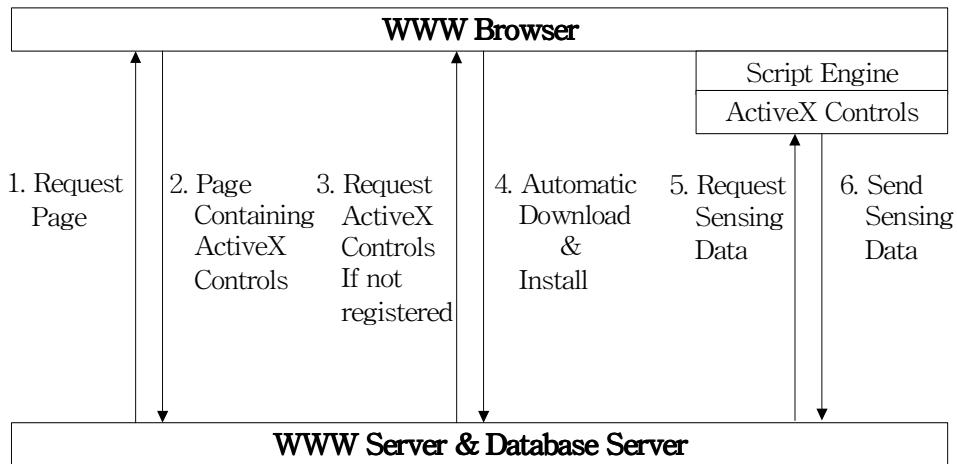 WWW Browser
Script Engine
ActiveX Controls
1. Request
Page
2. Page
Containing
ActiveX
Controls
3. Request
ActiveX
Controls
If not
registered
4. Automatic
Download
&
Install
5. Request
Sensing
Data
6. Send
Sensing
Data
WWW Server & Database Server